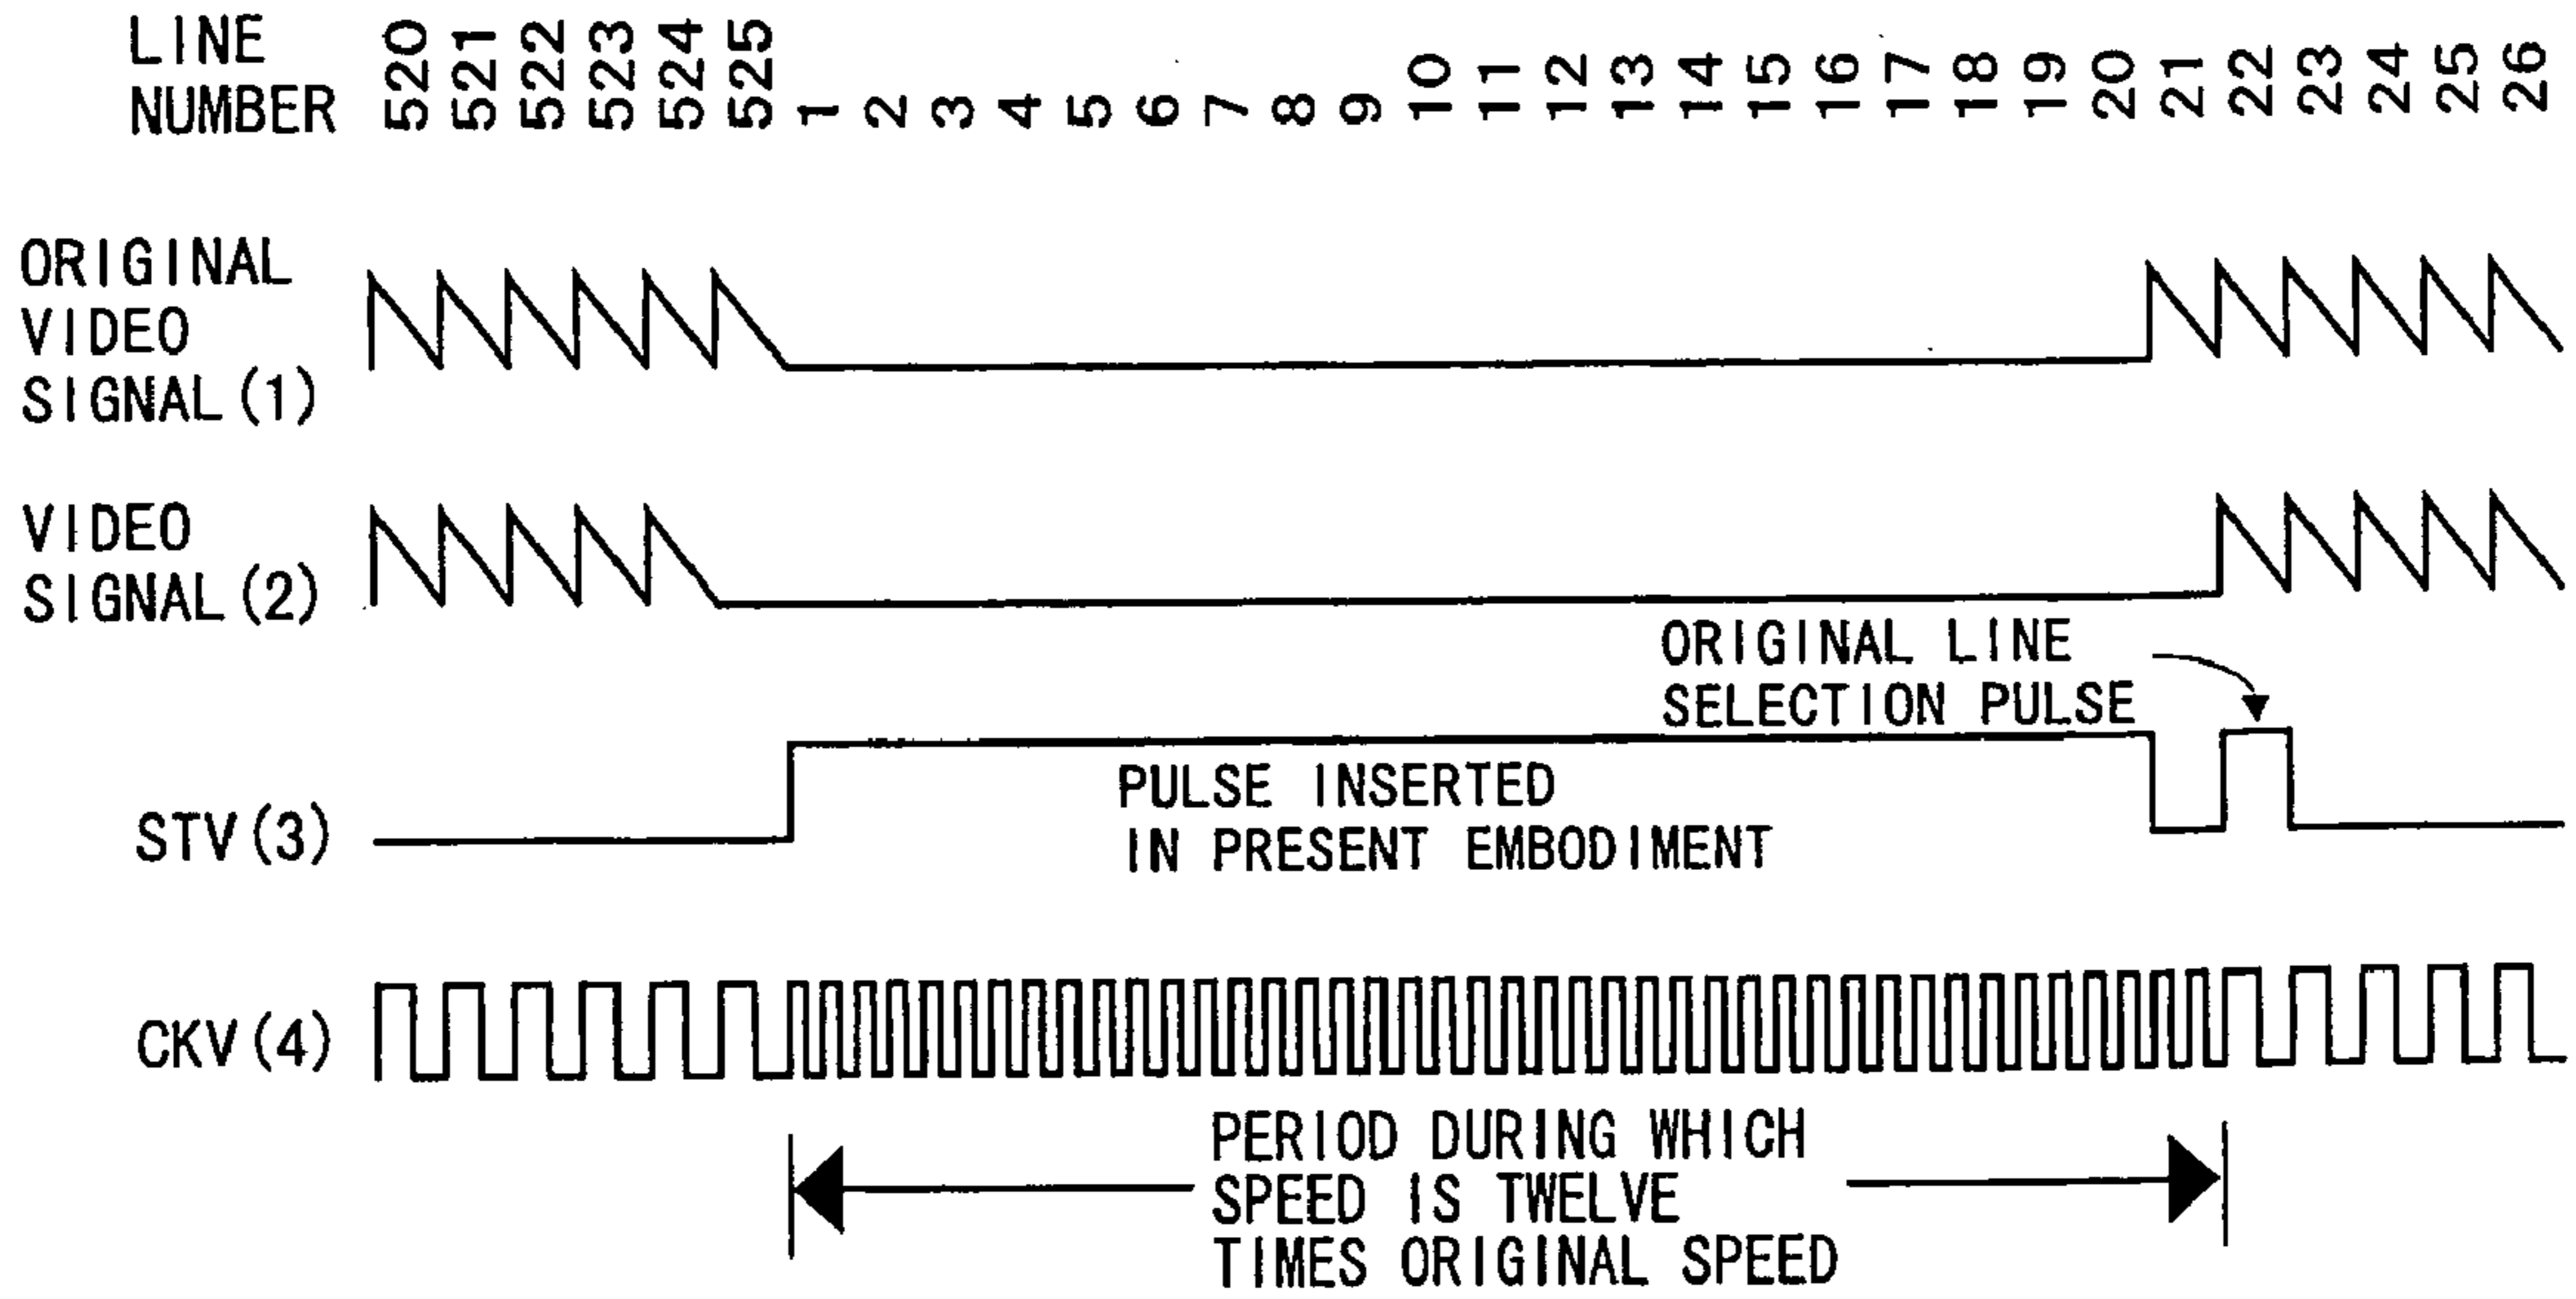 LINE
NUMBER
520 521 522 523 524 525 1 2 3 4 5 6 7 8 9 10 11 12 13 14 15 16 17 18 19 20 21 22 23 24 25 26
ORIGINAL
VIDEO
SIGNAL(1)
VIDEO
SIGNAL(2)
ORIGINAL LINE
SELECTION PULSE
PULSE INSERTED
IN PRESENT EMBODIMENT
STV(3)
CKV(4)
PERIOD DURING WHICH
SPEED IS TWELVE
TIMES ORIGINAL SPEED